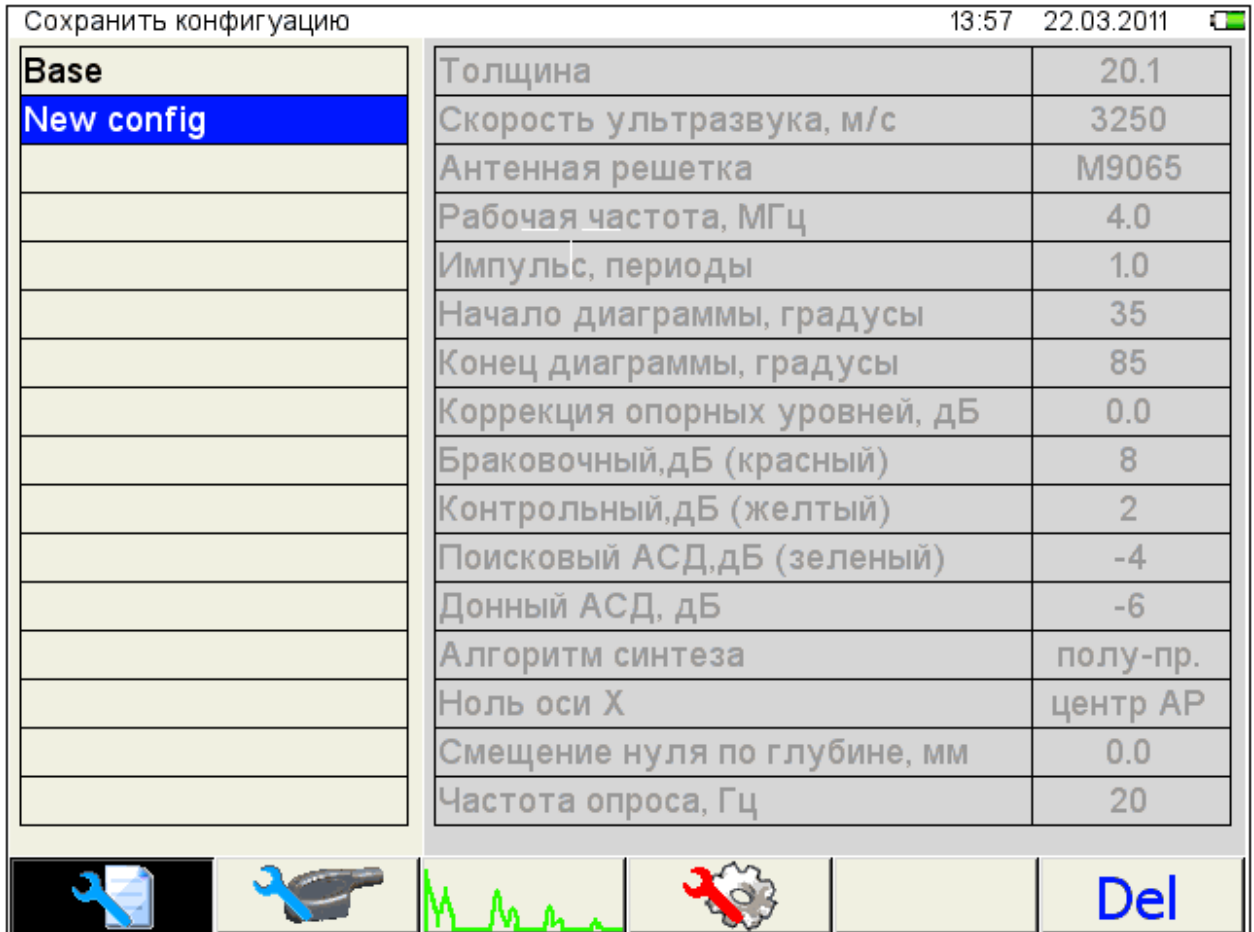 Сохранить конфигуацию 13:57 22.03.2011
Base
New config
Толщина 20.1
Скорость ультразвука, м/с 3250
Антенная решетка M9065
Рабочая частота, МГц 4.0
Импульс, периоды 1.0
Начало диаграммы, градусы 35
Конец диаграммы, градусы 85
Коррекция опорных уровней, дБ 0.0
Браковочный,дБ (красный) 8
Контрольный,дБ (желтый) 2
Поисковый АСД,дБ (зеленый) -4
Донный АСД, дБ -6
Алгоритм синтеза полу-пр.
Ноль оси X центр АР
Смещение нуля по глубине, мм 0.0
Частота опроса, Гц 20
Del